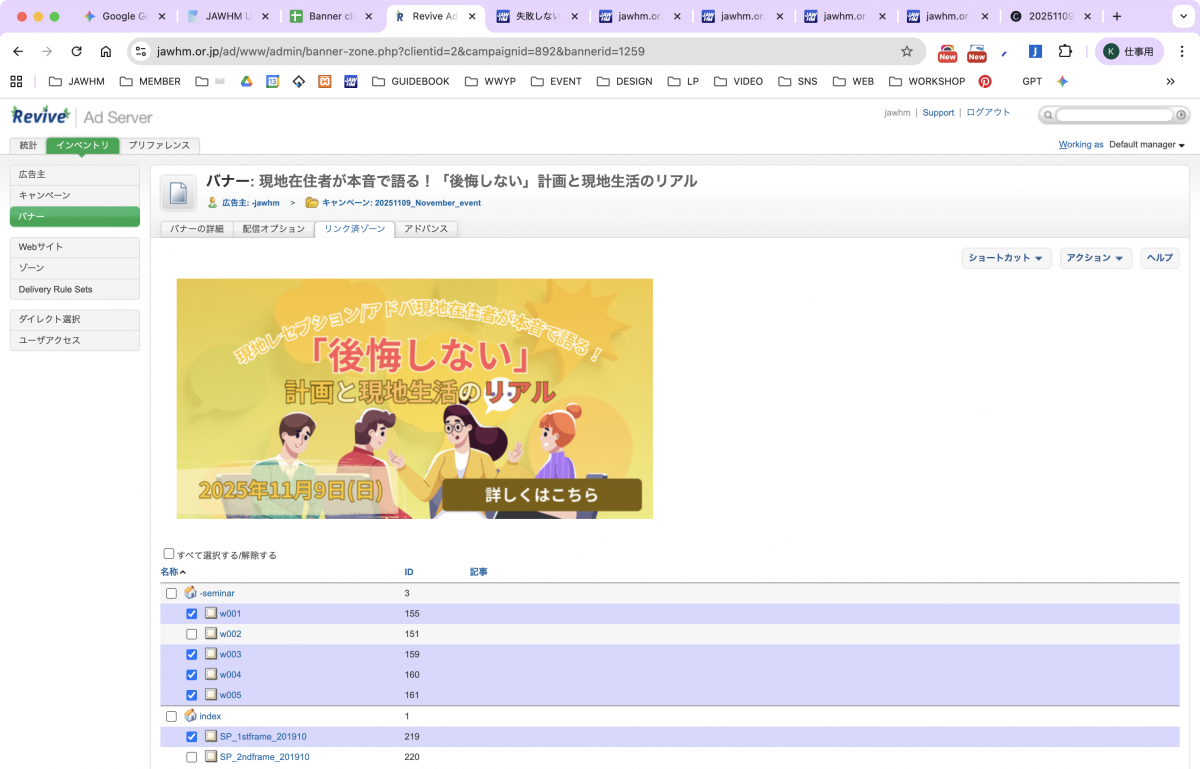 Google G
Banner cli
Revive Ad
失敗しない
jawhm.or
jawhm.or
jawhm.or
jawhm.or
jawhm.or
20251109
jawhm.or.jp/ad/www/admin/banner-zone.php?clientid=2&campaignid=892&bannerid=1259
New
New
K 仕事用
JAWHM
MEMBER
GUIDEBOOK
WWYP
EVENT
DESIGN
LP
VIDEO
SNS
WEB
WORKSHOP
GPT
Revive Ad Server
jawhm | Support | ログアウト
統計
インベントリ
プリファレンス
Working as Default manager
広告主
キャンペーン
バナー
Webサイト
ゾーン
Delivery Rule Sets
ダイレクト選択
ユーザアクセス
バナー: 現地在住者が本音で語る！「後悔しない」計画と現地生活のリアル
広告主: -jawhm > キャンペーン: 20251109_November_event
バナーの詳細
配信オプション
リンク済ゾーン
アドバンス
ショートカット
アクション
ヘルプ
現地レセプション/アドバ現地在住者が本音で語る！
「後悔しない」
計画と現地生活のリアル
2025年11月9日(日)
詳しくはこちら
すべて選択する/解除する
名称 ID 記事
-seminar 3
w001 155
w002 151
w003 159
w004 160
w005 161
index 1
SP_1stframe_201910 219
SP_2ndframe_201910 220